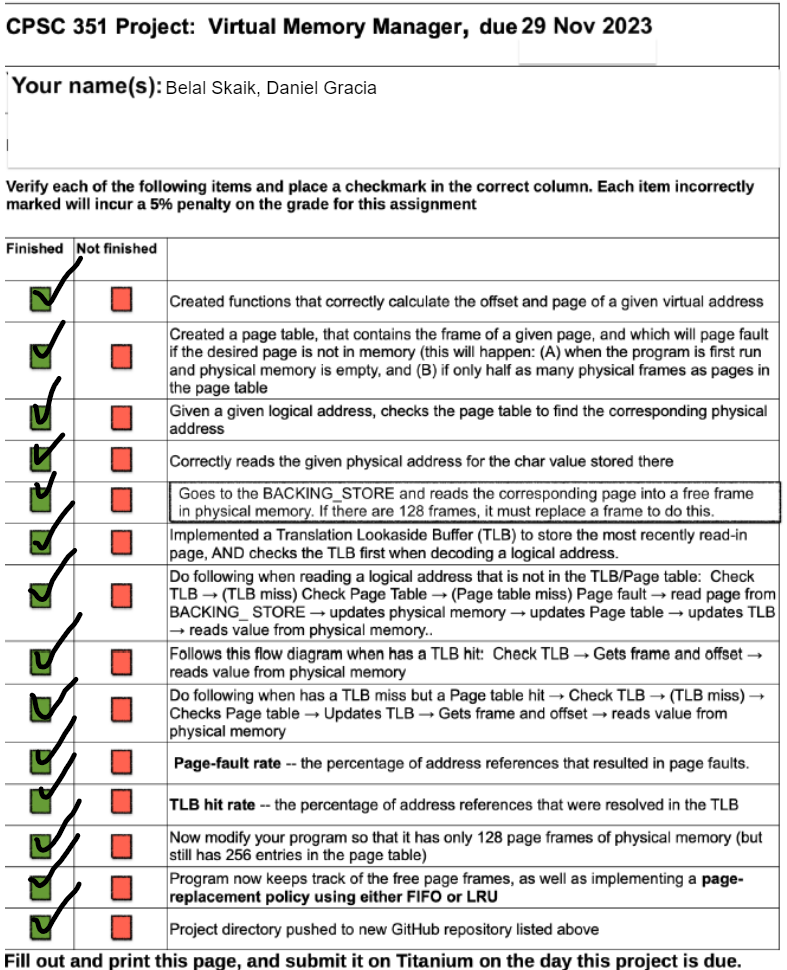 CPSC 351 Project: Virtual Memory Manager, due 29 Nov 2023
Your name(s): Belal Skaik, Daniel Gracia
Verify each of the following items and place a checkmark in the correct column. Each item incorrectly
marked will incur a 5% penalty on the grade for this assignment
Finished Not finished
Created functions that correctly calculate the offset and page of a given virtual address
Created a page table, that contains the frame of a given page, and which will page fault
if the desired page is not in memory (this will happen: (A) when the program is first run
and physical memory is empty, and (B) if only half as many physical frames as pages in
the page table
Given a given logical address, checks the page table to find the corresponding physical
address
Correctly reads the given physical address for the char value stored there
Goes to the BACKING_STORE and reads the corresponding page into a free frame
in physical memory. If there are 128 frames, it must replace a frame to do this.
Implemented a Translation Lookaside Buffer (TLB) to store the most recently read-in
page, AND checks the TLB first when decoding a logical address.
Do following when reading a logical address that is not in the TLB/Page table: Check
TLB → (TLB miss) Check Page Table → (Page table miss) Page fault → read page from
BACKING_ STORE → updates physical memory → updates Page table → updates TLB
→ reads value from physical memory..
Follows this flow diagram when has a TLB hit: Check TLB → Gets frame and offset →
reads value from physical memory
Do following when has a TLB miss but a Page table hit → Check TLB → (TLB miss) →
Checks Page table → Updates TLB → Gets frame and offset → reads value from
physical memory
Page-fault rate -- the percentage of address references that resulted in page faults.
TLB hit rate -- the percentage of address references that were resolved in the TLB
Now modify your program so that it has only 128 page frames of physical memory (but
still has 256 entries in the page table)
Program now keeps track of the free page frames, as well as implementing a page-
replacement policy using either FIFO or LRU
Project directory pushed to new GitHub repository listed above
Fill out and print this page, and submit it on Titanium on the day this project is due.